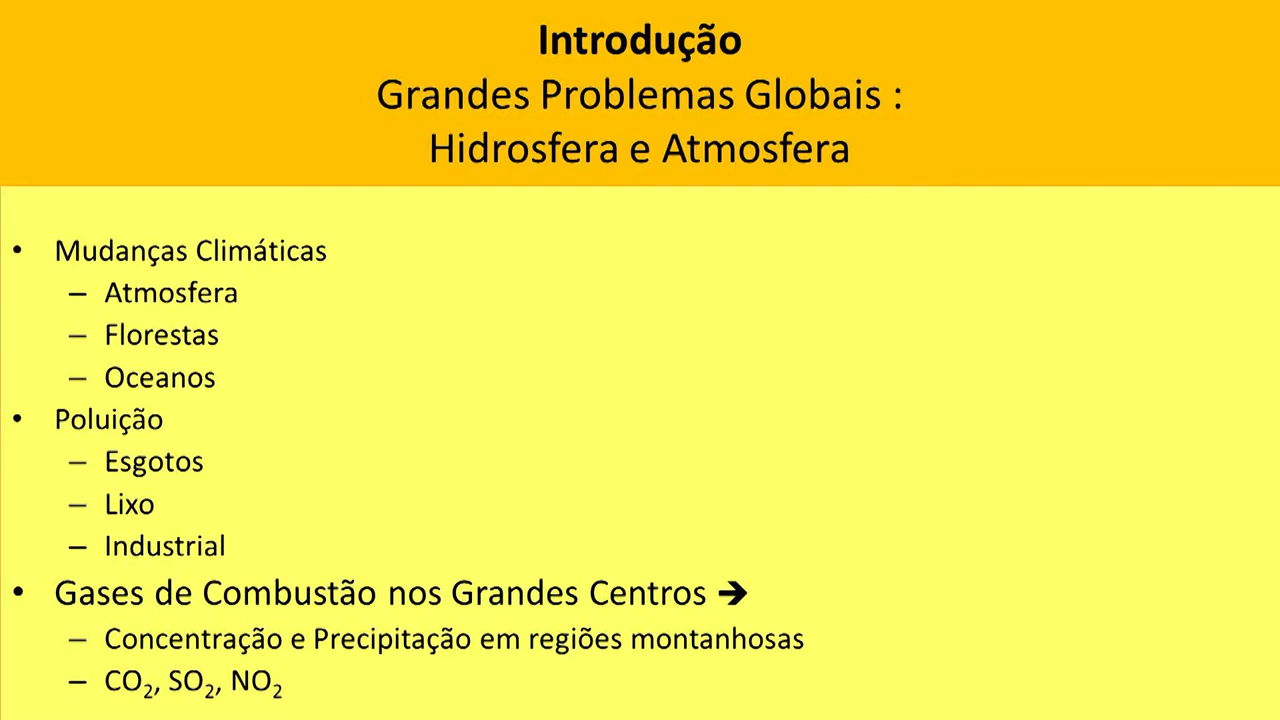 Introdução
Grandes Problemas Globais :
Hidrosfera e Atmosfera
• Mudanças Climáticas
– Atmosfera
– Florestas
– Oceanos
• Poluição
– Esgotos
– Lixo
– Industrial
• Gases de Combustão nos Grandes Centros ➔
– Concentração e Precipitação em regiões montanhosas
– CO₂, SO₂, NO₂